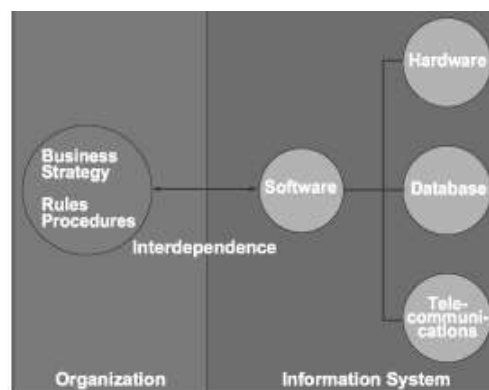 Hardware
Business
Strategy
Rules
Procedures
Software
Database
Interdependence
Tele-
communi-
cations
Organization
Information System